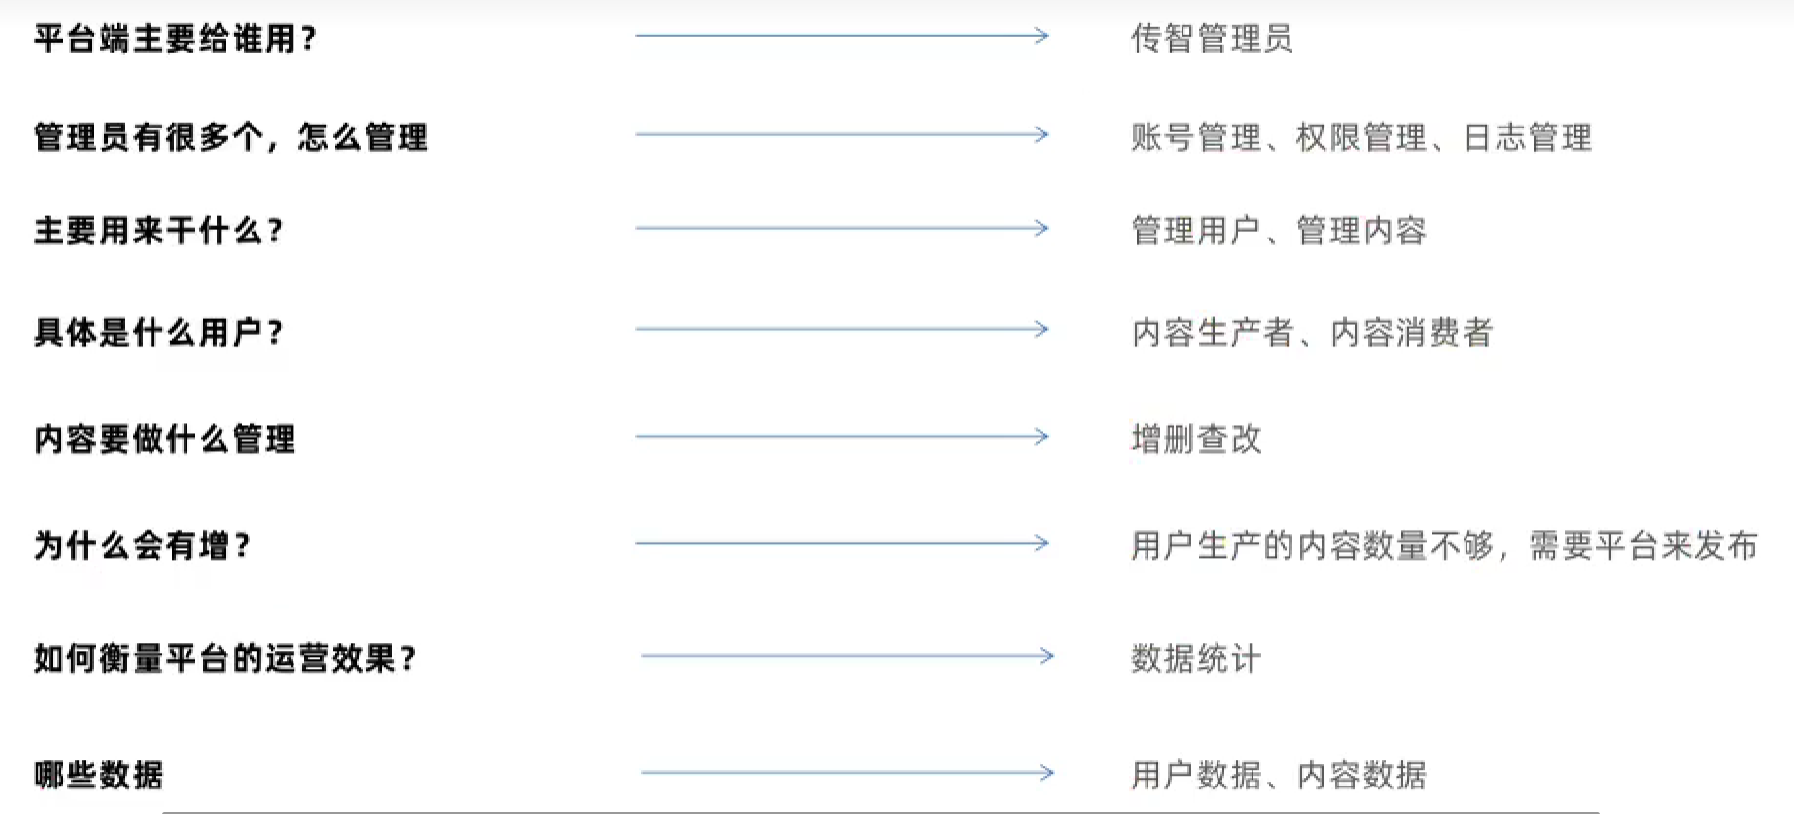 平台端主要给谁用？ 传智管理员
管理员有很多个，怎么管理 账号管理、权限管理、日志管理
主要用来干什么？ 管理用户、管理内容
具体是什么用户？ 内容生产者、内容消费者
内容要做什么管理 增删查改
为什么会有增？ 用户生产的内容数量不够，需要平台来发布
如何衡量平台的运营效果？ 数据统计
哪些数据 用户数据、内容数据